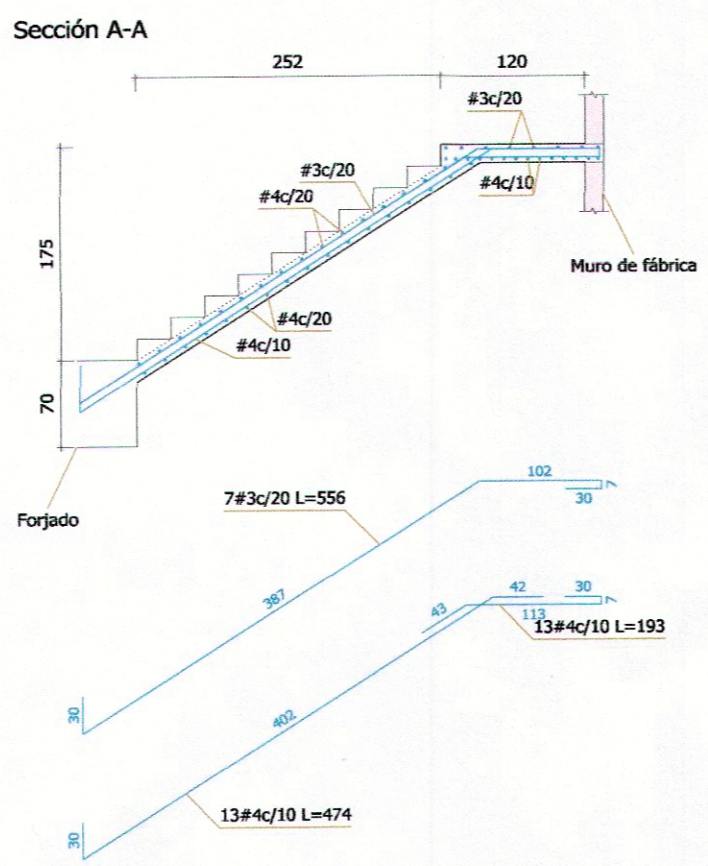 Sección A-A
252
120
#3c/20
#3c/20
#4c/20
#4c/10
175
Muro de fábrica
#4c/20
#4c/10
70
Forjado
102
7#3c/20 L=556
30
7
387
42
30
43
7
113
13#4c/10 L=193
30
402
13#4c/10 L=474
30